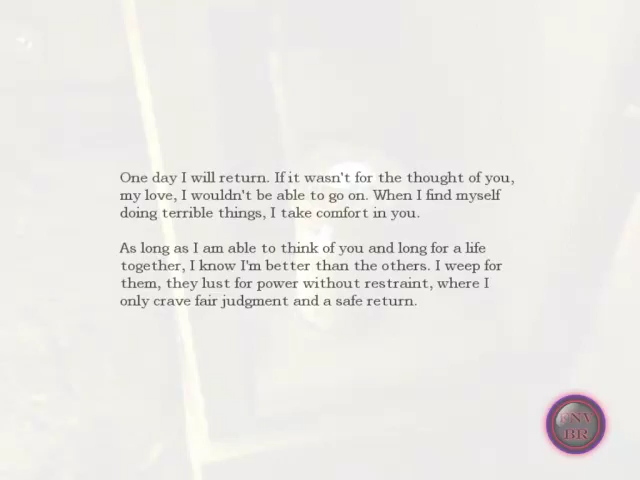 One day I will return. If it wasn't for the thought of you,
my love, I wouldn't be able to go on. When I find myself
doing terrible things, I take comfort in you.
As long as I am able to think of you and long for a life
together, I know I'm better than the others. I weep for
them, they lust for power without restraint, where I
only crave fair judgment and a safe return.
ENV
BR